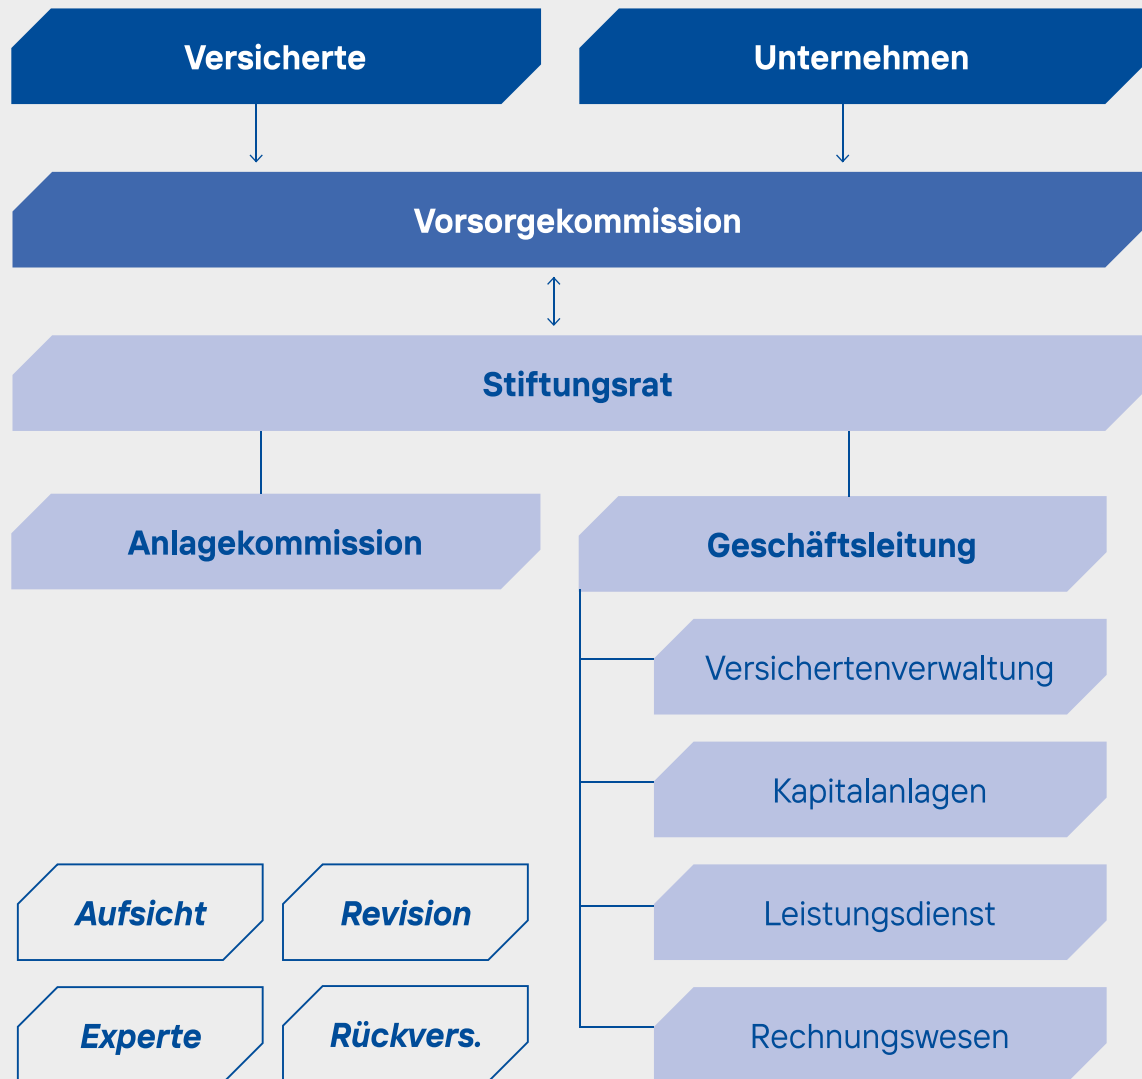 Versicherte
Unternehmen
Vorsorgekommission
Stiftungsrat
Anlagekommission
Geschäftsleitung
Versichertenverwaltung
Kapitalanlagen
Aufsicht
Revision
Leistungsdienst
Experte
Rückvers.
Rechnungswesen